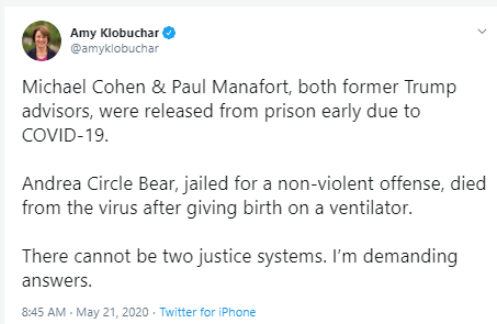 Amy Klobuchar
@amyklobuchar
Michael Cohen & Paul Manafort, both former Trump
advisors, were released from prison early due to
COVID-19.
Andrea Circle Bear, jailed for a non-violent offense, died
from the virus after giving birth on a ventilator.
There cannot be two justice systems. I'm demanding
answers.
8:45 AM · May 21, 2020 · Twitter for iPhone